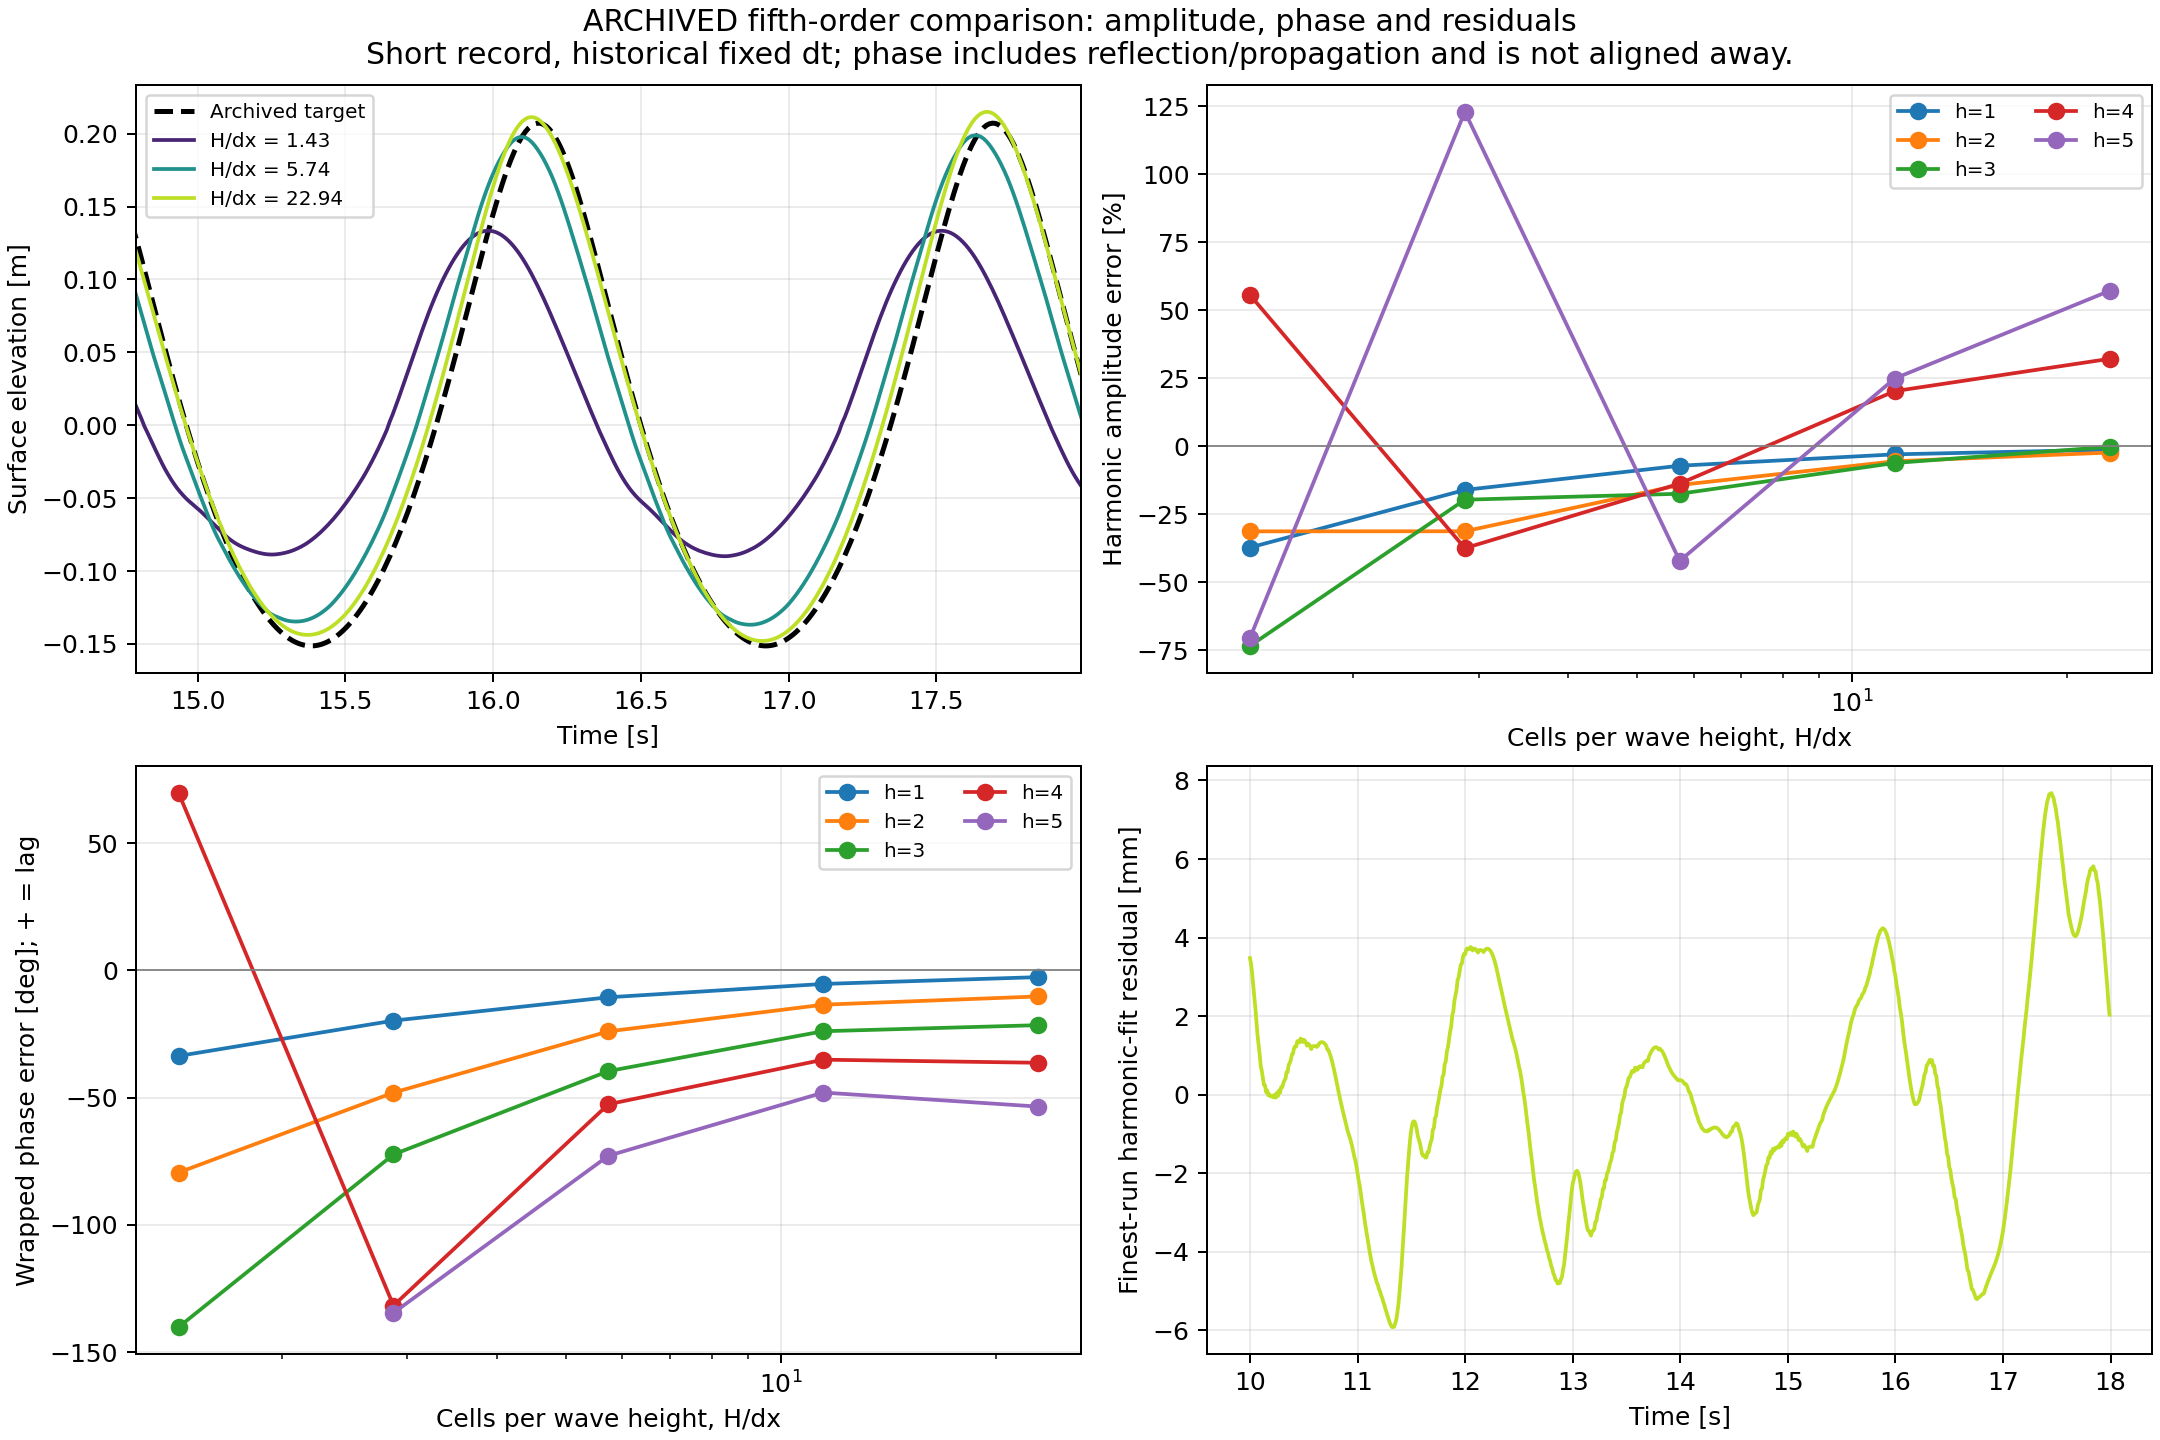 ARCHIVED fifth-order comparison: amplitude, phase and residuals
Short record, historical fixed dt; phase includes reflection/propagation and is not aligned away.
Surface elevation [m]
0.20
0.15
0.10
0.05
0.00
−0.05
−0.10
−0.15
Archived target
H/dx = 1.43
H/dx = 5.74
H/dx = 22.94
15.0 15.5 16.0 16.5 17.0 17.5
Time [s]
Harmonic amplitude error [%]
125
100
75
50
25
0
−25
−50
−75
h=1 h=4
h=2 h=5
h=3
10¹
Cells per wave height, H/dx
Wrapped phase error [deg]; + = lag
50
0
−50
−100
−150
h=1 h=4
h=2 h=5
h=3
10¹
Cells per wave height, H/dx
Finest-run harmonic-fit residual [mm]
8
6
4
2
0
−2
−4
−6
10 11 12 13 14 15 16 17 18
Time [s]